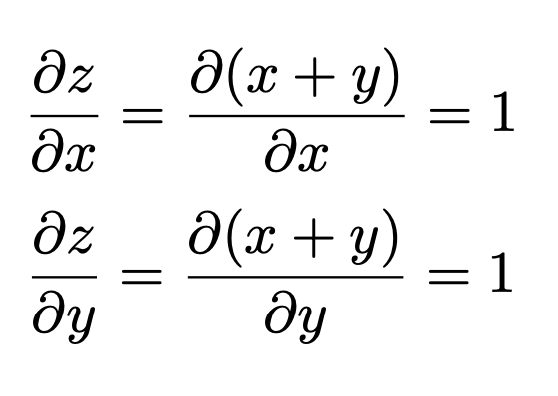 ∂z/∂x = ∂(x + y)/∂x = 1
∂z/∂y = ∂(x + y)/∂y = 1